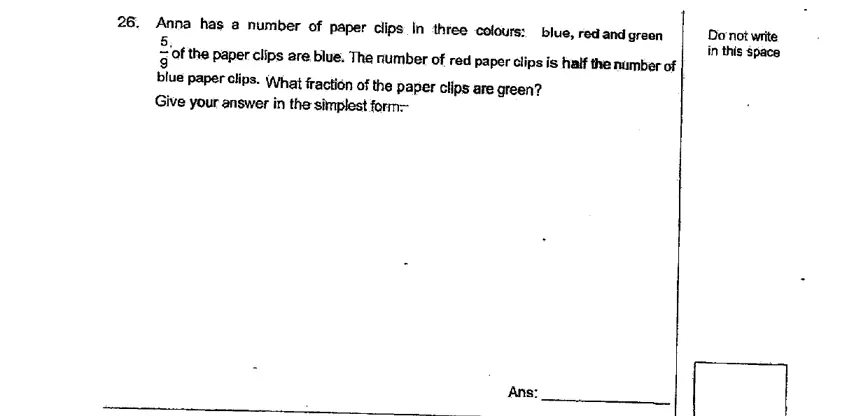 26. Anna has a number of paper clips in three colours: blue, red and green
5/9 of the paper clips are blue. The number of red paper clips is half the number of
blue paper clips. What fraction of the paper clips are green?
Give your answer in the simplest form.
Do not write
in this space
Ans: